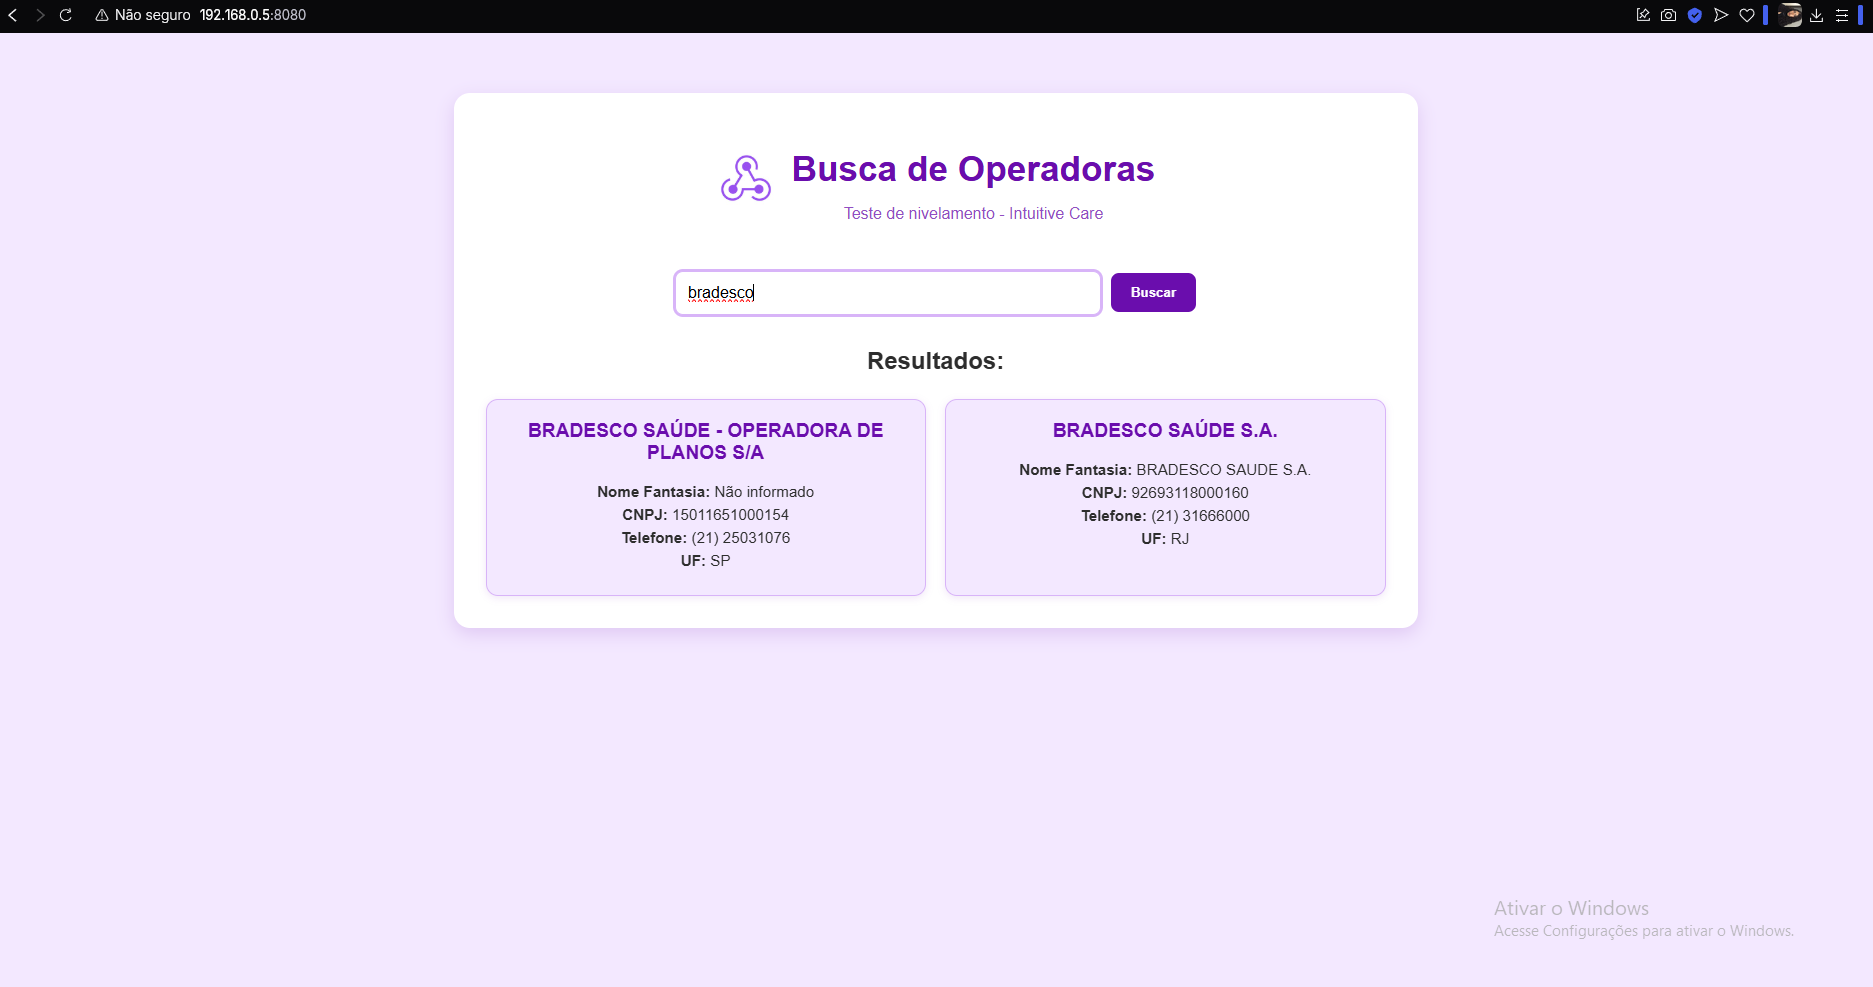 Não seguro 192.168.0.5:8080
Busca de Operadoras
Teste de nivelamento - Intuitive Care
bradesco
Buscar
Resultados:
BRADESCO SAÚDE - OPERADORA DE
PLANOS S/A
Nome Fantasia: Não informado
CNPJ: 15011651000154
Telefone: (21) 25031076
UF: SP
BRADESCO SAÚDE S.A.
Nome Fantasia: BRADESCO SAUDE S.A.
CNPJ: 92693118000160
Telefone: (21) 31666000
UF: RJ
Ativar o Windows
Acesse Configurações para ativar o Windows.